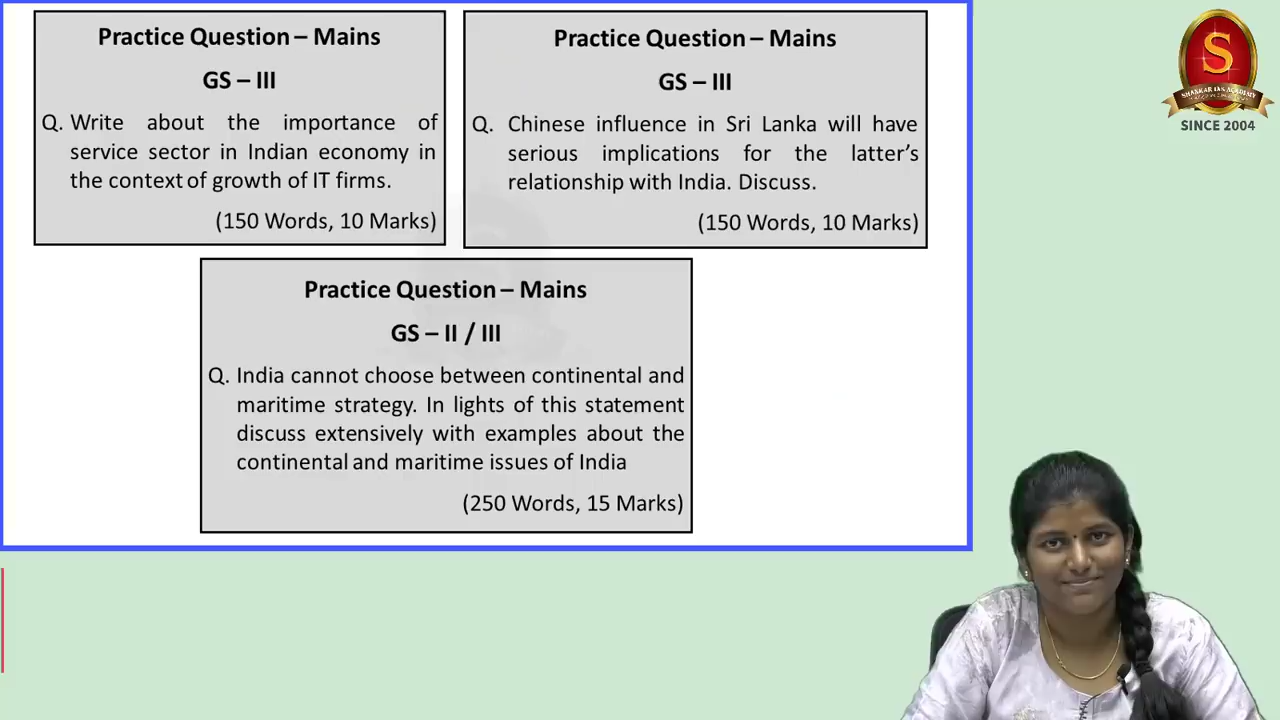 Practice Question – Mains
GS – III
Q. Write about the importance of
service sector in Indian economy in
the context of growth of IT firms.
(150 Words, 10 Marks)
Practice Question – Mains
GS – III
Q. Chinese influence in Sri Lanka will have
serious implications for the latter’s
relationship with India. Discuss.
(150 Words, 10 Marks)
Practice Question – Mains
GS – II / III
Q. India cannot choose between continental and
maritime strategy. In lights of this statement
discuss extensively with examples about the
continental and maritime issues of India
(250 Words, 15 Marks)
S
SHANKAR IAS ACADEMY
SINCE 2004